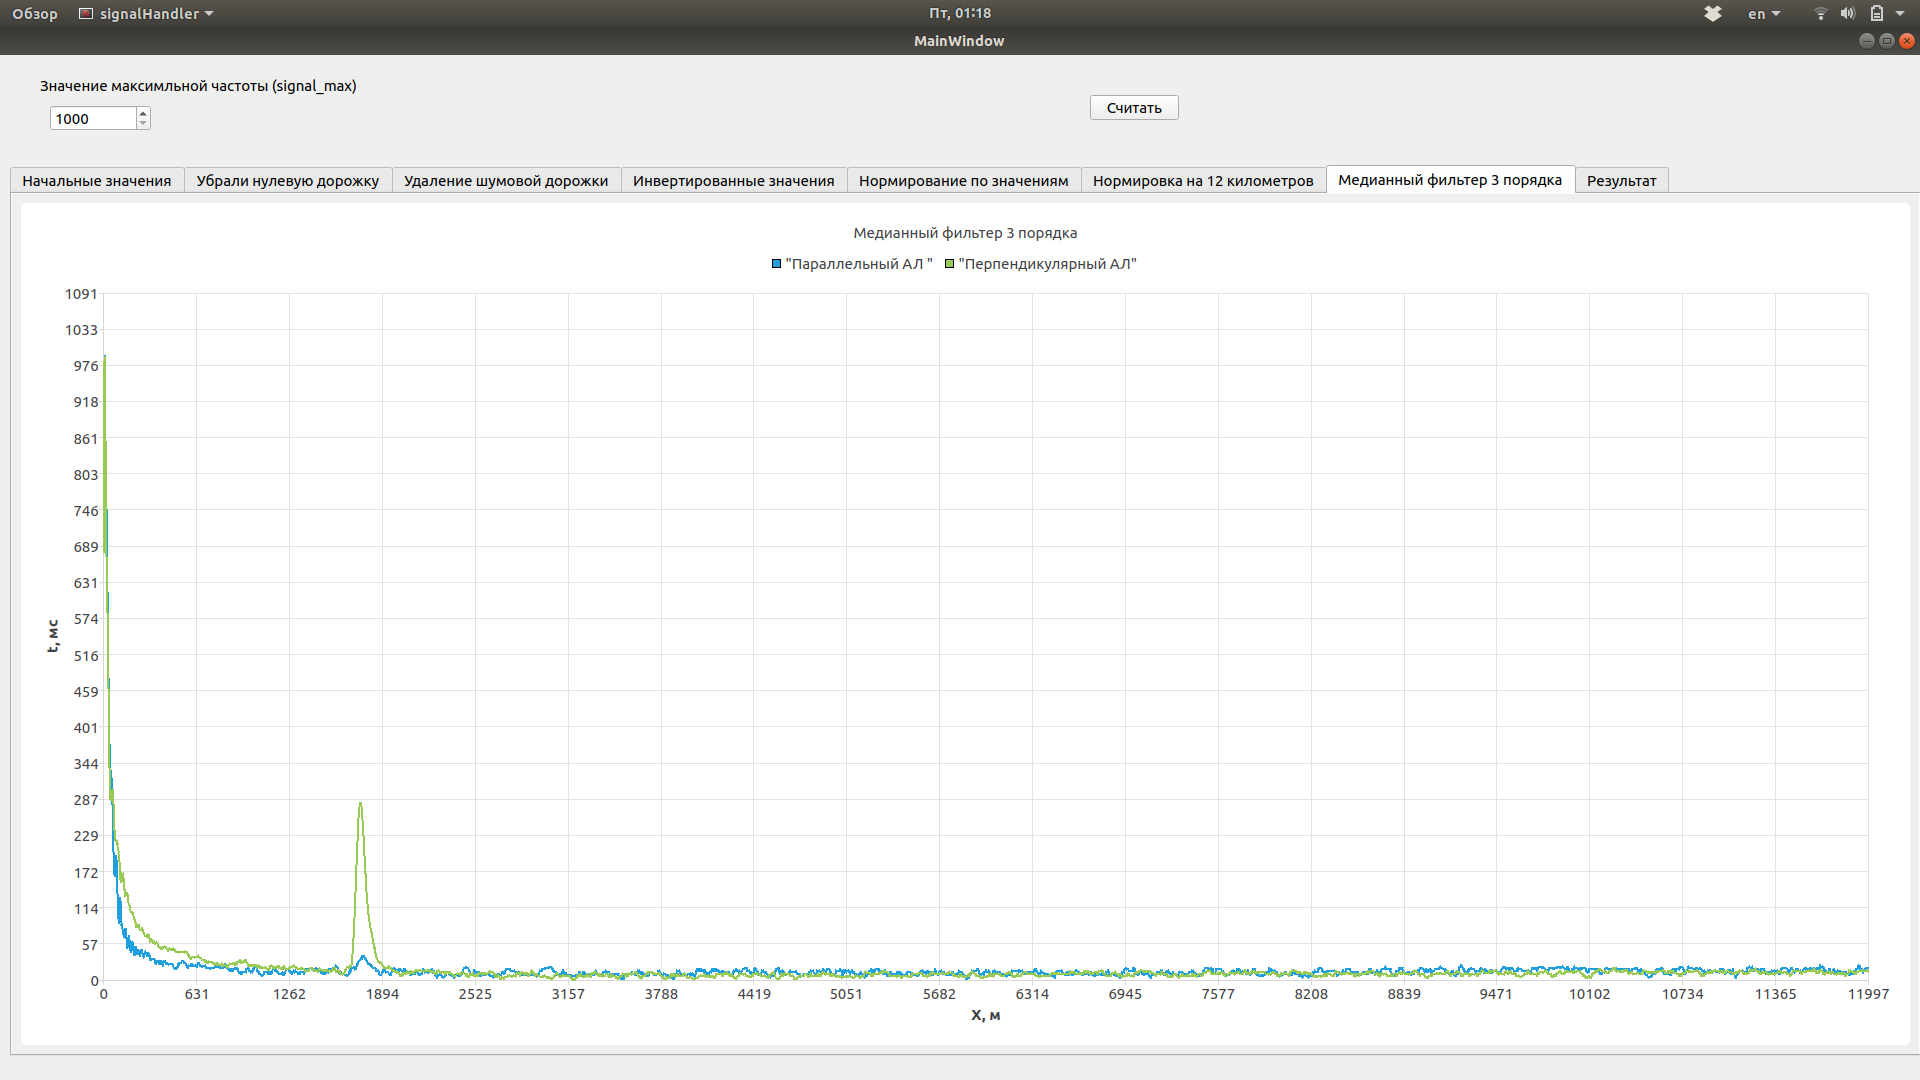 Обзор signalHandler Пт, 01:18 en
MainWindow
Значение максимльной частоты (signal_max)
1000
Считать
Начальные значения Убрали нулевую дорожку Удаление шумовой дорожки Инвертированные значения Нормирование по значениям Нормировка на 12 километров Медианный фильтр 3 порядка Результат
Медианный фильтер 3 порядка
"Параллельный АЛ " "Перпендикулярный АЛ"
1091
1033
976
918
861
803
746
689
631
574
516
459
401
344
287
229
172
114
57
0
t, мс
0 631 1262 1894 2525 3157 3788 4419 5051 5682 6314 6945 7577 8208 8839 9471 10102 10734 11365 11997
X, м